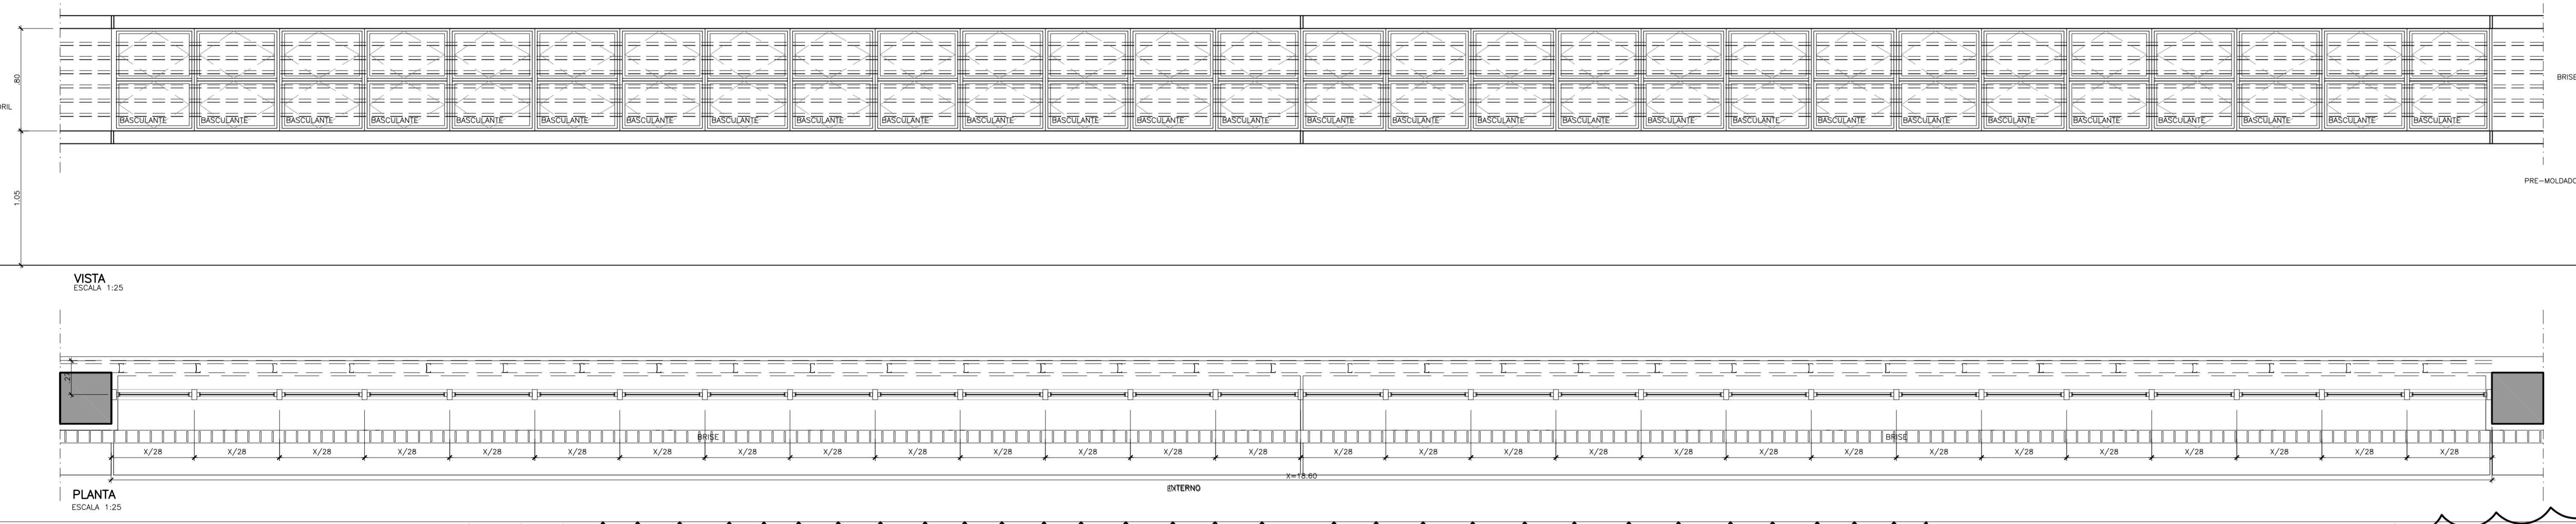 .80
ORIL
BRISE
BASCULANTE BASCULANTE BASCULANTE BASCULANTE BASCULANTE BASCULANTE BASCULANTE BASCULANTE BASCULANTE BASCULANTE BASCULANTE BASCULANTE BASCULANTE BASCULANTE BASCULANTE BASCULANTE BASCULANTE BASCULANTE BASCULANTE BASCULANTE BASCULANTE BASCULANTE BASCULANTE BASCULANTE BASCULANTE BASCULANTE BASCULANTE BASCULANTE
1.05
PRE-MOLDADO
VISTA
ESCALA 1:25
.2
BRISE BRISE
X/28 X/28 X/28 X/28 X/28 X/28 X/28 X/28 X/28 X/28 X/28 X/28 X/28 X/28 X/28 X/28 X/28 X/28 X/28 X/28 X/28 X/28 X/28 X/28 X/28 X/28 X/28 X/28
X=18.60
EXTERNO
PLANTA
ESCALA 1:25